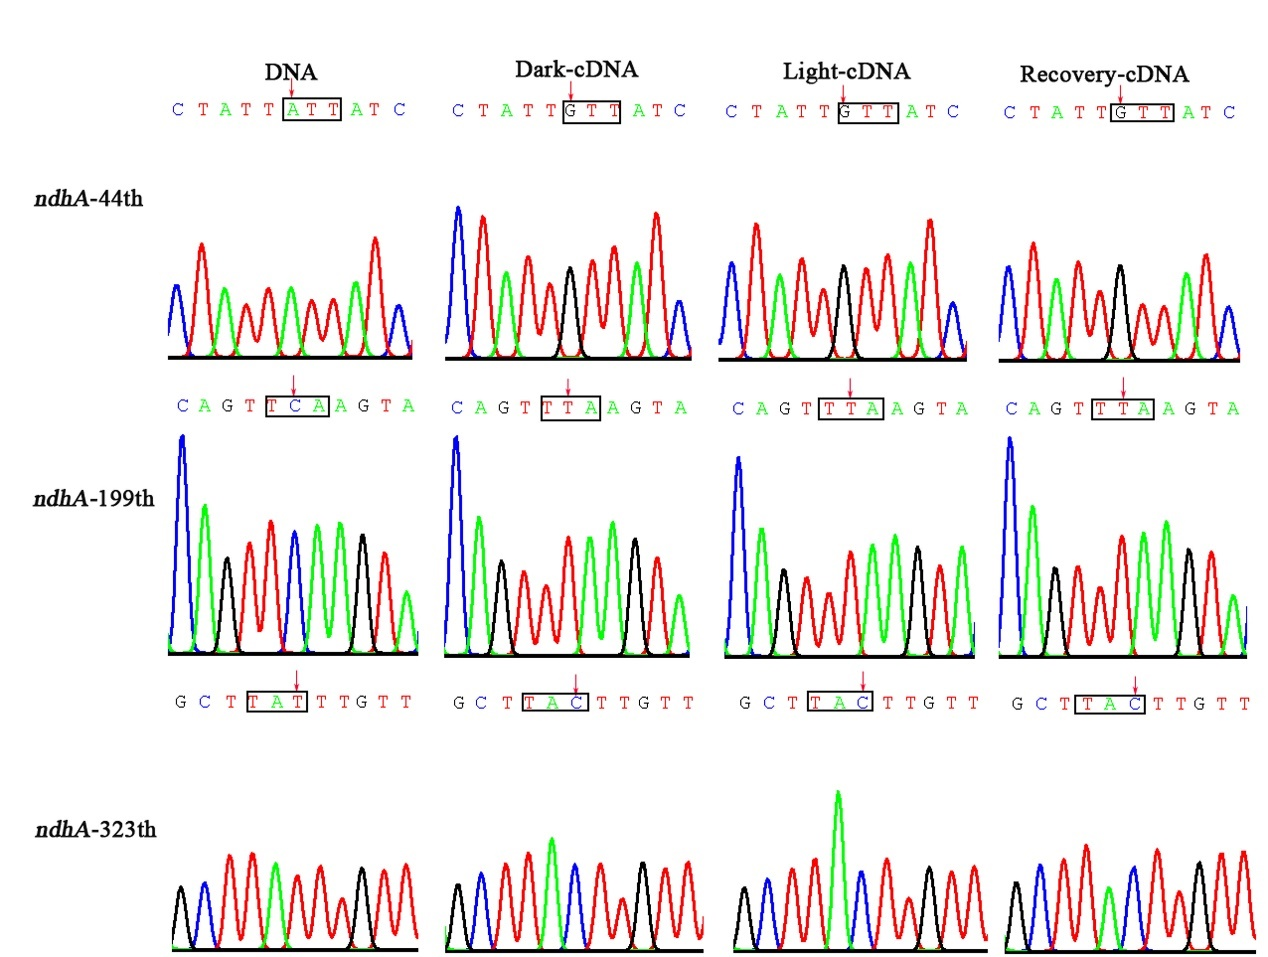 DNA Dark-cDNA Light-cDNA Recovery-cDNA
C T A T T A T T A T C C T A T T G T T A T C C T A T T G T T A T C C T A T T G T T A T C
ndhA-44th
C A G T T C A A G T A C A G T T T A A G T A C A G T T T A A G T A C A G T T T A A G T A
ndhA-199th
G C T T A T T T G T T G C T T A C T T G T T G C T T A C T T G T T G C T T A C T T G T T
ndhA-323th